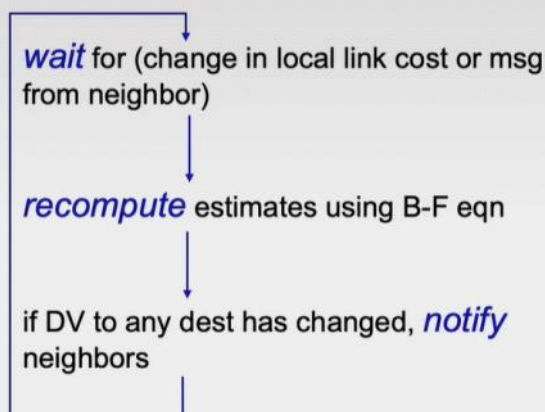 wait for (change in local link cost or msg
from neighbor)
recompute estimates using B-F eqn
if DV to any dest has changed, notify
neighbors